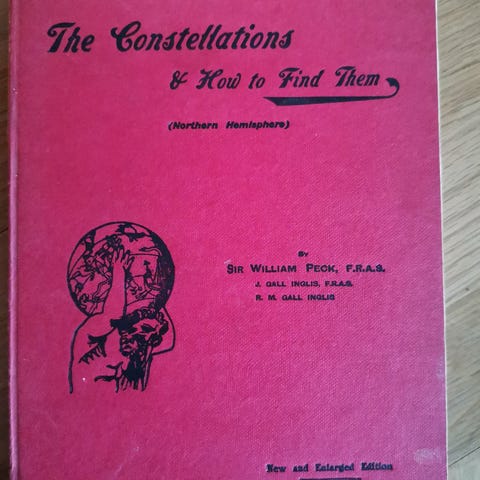 The Constellations
& How to Find Them
(Northern Hemisphere)
By
SIR WILLIAM PECK, F.R.A.S.
J. GALL INGLIS, F.R.A.S.
R. M. GALL INGLIS
New and Enlarged Edition